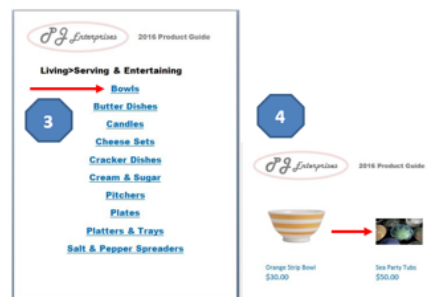 PJ Enterprises 2016 Product Guide
Living>Serving & Entertaining
Bowls
3
Butter Dishes
Candles
Cheese Sets
Cracker Dishes
Cream & Sugar
Pitchers
Plates
Platters & Trays
Salt & Pepper Spreaders
4
PJ Enterprises 2016 Product Guide
Orange Strip Bowl
$30.00
Sea Party Tubs
$50.00